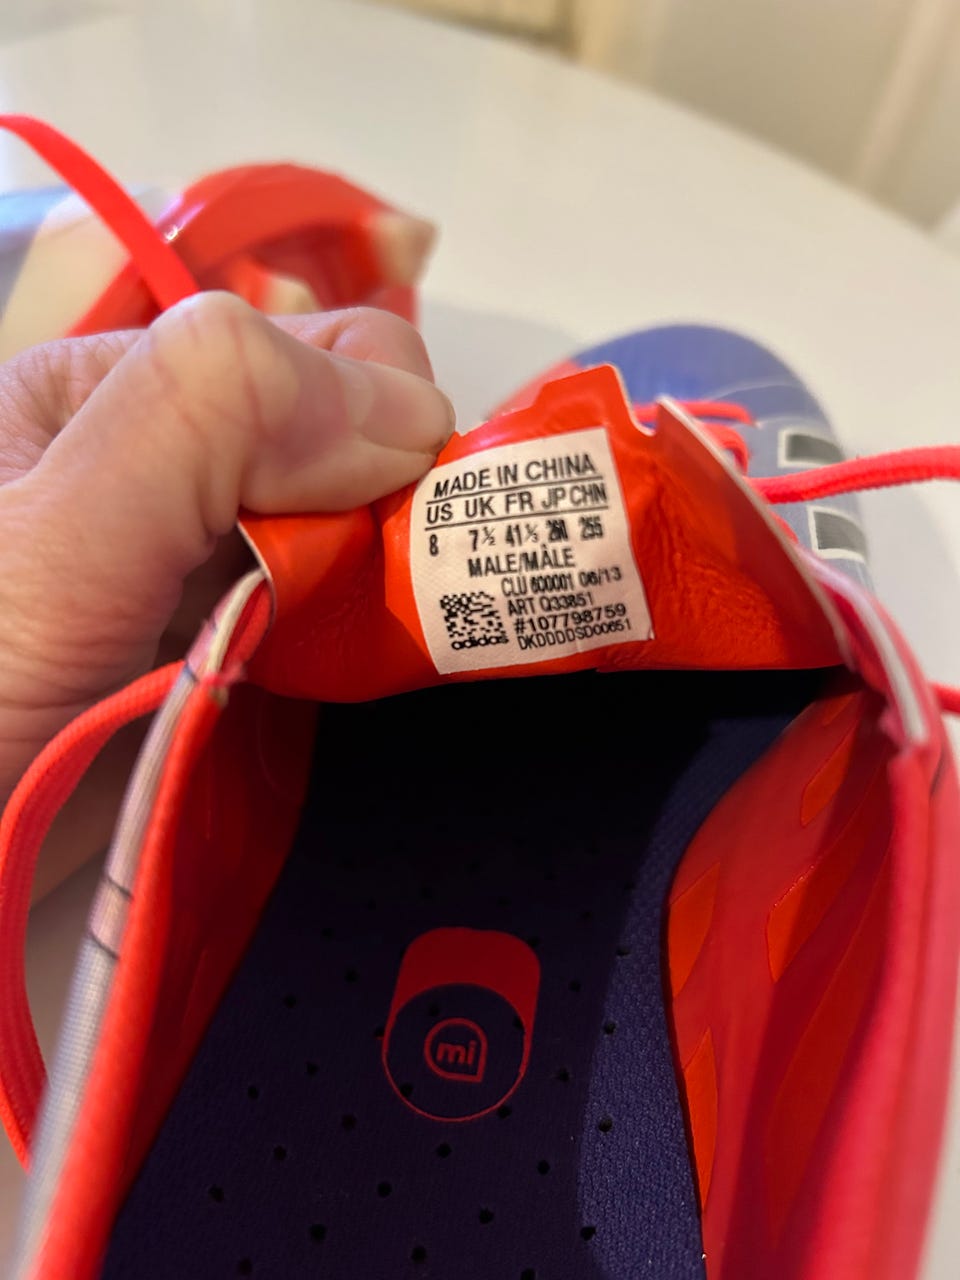 MADE IN CHINA
US UK FR JP CHN
8 7½ 41⅓ 260 255
MALE/MÂLE
CLU 600001 06/13
ART Q33851
#107798759
adidas DKDDDDSD00651
mi